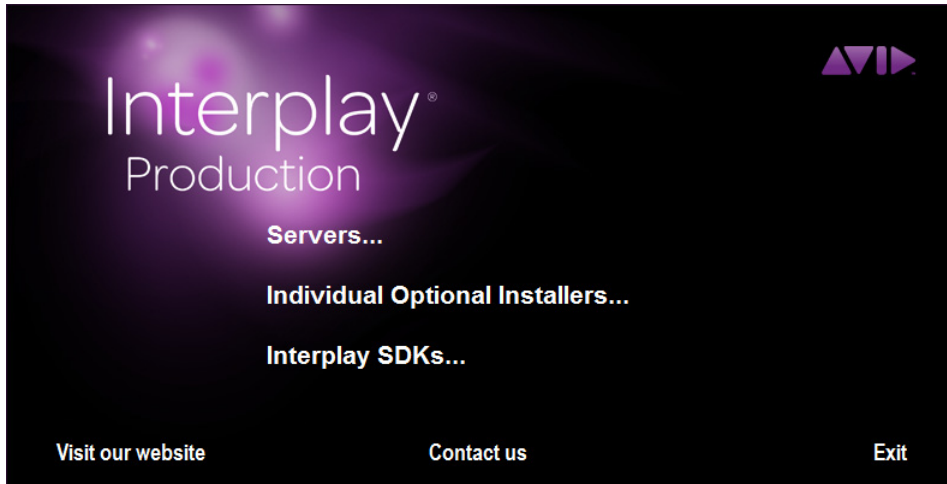 AVID
Interplay®
Production
Servers...
Individual Optional Installers...
Interplay SDKs...
Visit our website Contact us Exit